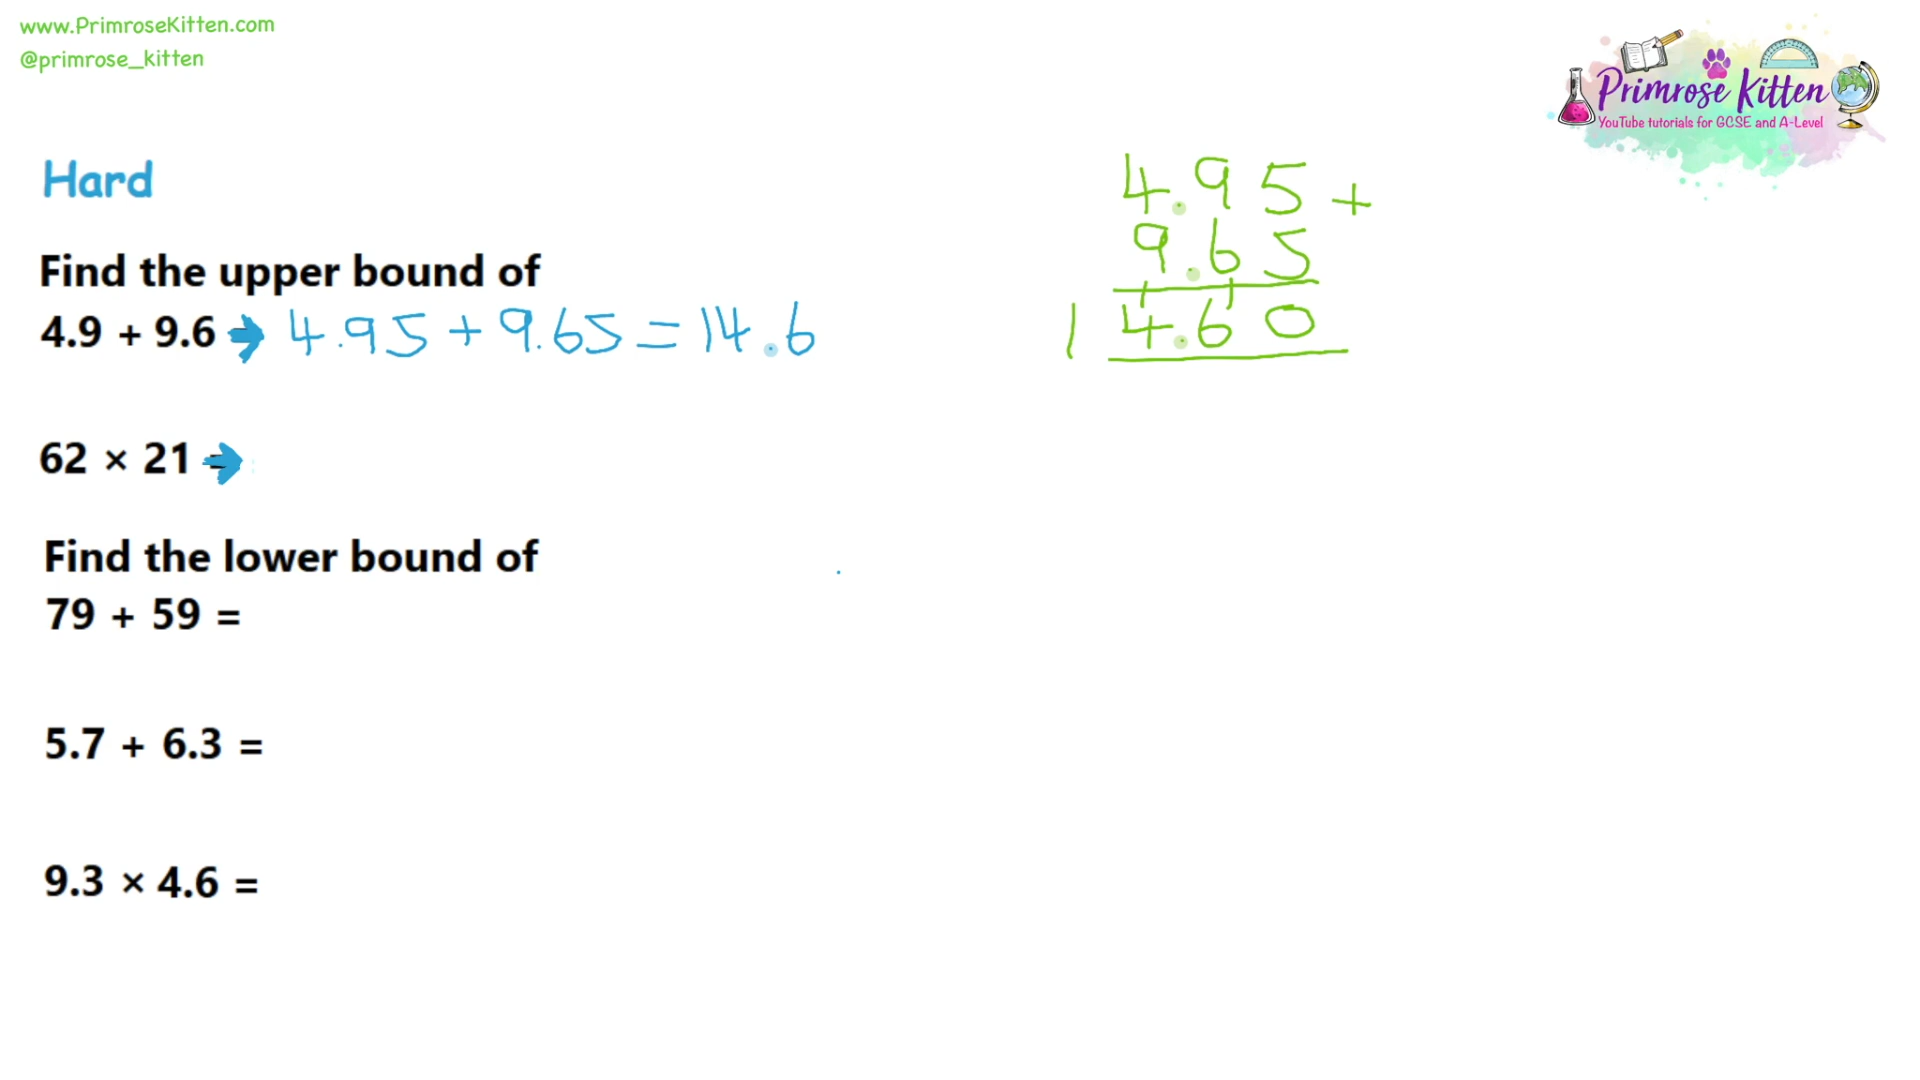 www.PrimroseKitten.com
@primrose_kitten
Primrose Kitten
YouTube tutorials for GCSE and A-Level
Hard
Find the upper bound of
4.9 + 9.6 → 4.95 + 9.65 = 14.6
62 × 21 →
Find the lower bound of
79 + 59 =
5.7 + 6.3 =
9.3 × 4.6 =
4.95 +
9.65
1 1
14.60